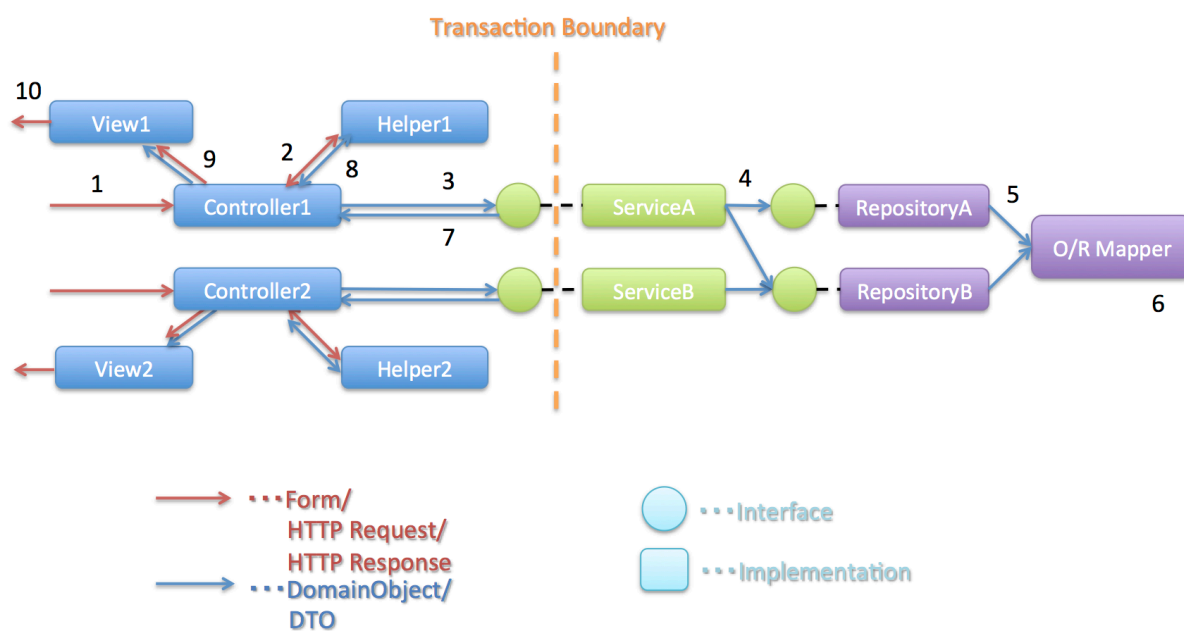 Transaction Boundary
10
View1
Helper1
2
9
8
1
3
4
5
Controller1
ServiceA
RepositoryA
7
O/R Mapper
Controller2
ServiceB
RepositoryB
6
View2
Helper2
···Form/
HTTP Request/
HTTP Response
···DomainObject/
DTO
···Interface
···Implementation